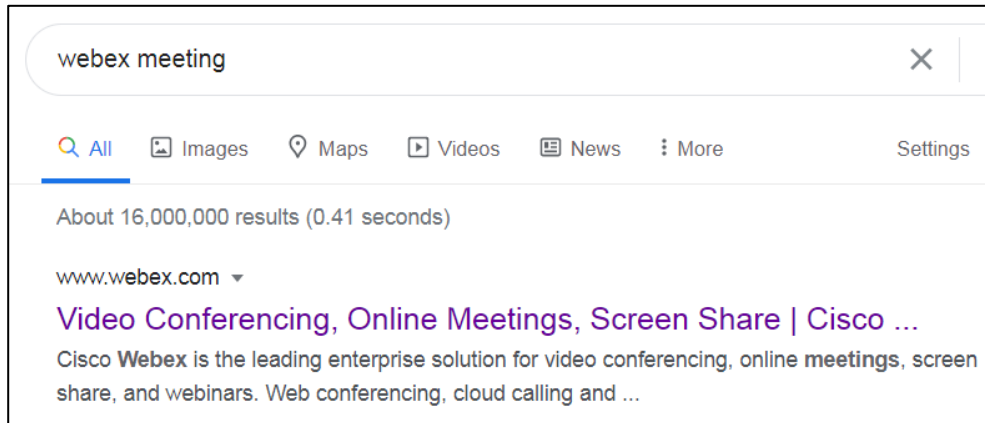 webex meeting
All Images Maps Videos News More Settings
About 16,000,000 results (0.41 seconds)
www.webex.com
Video Conferencing, Online Meetings, Screen Share | Cisco ...
Cisco Webex is the leading enterprise solution for video conferencing, online meetings, screen
share, and webinars. Web conferencing, cloud calling and ...